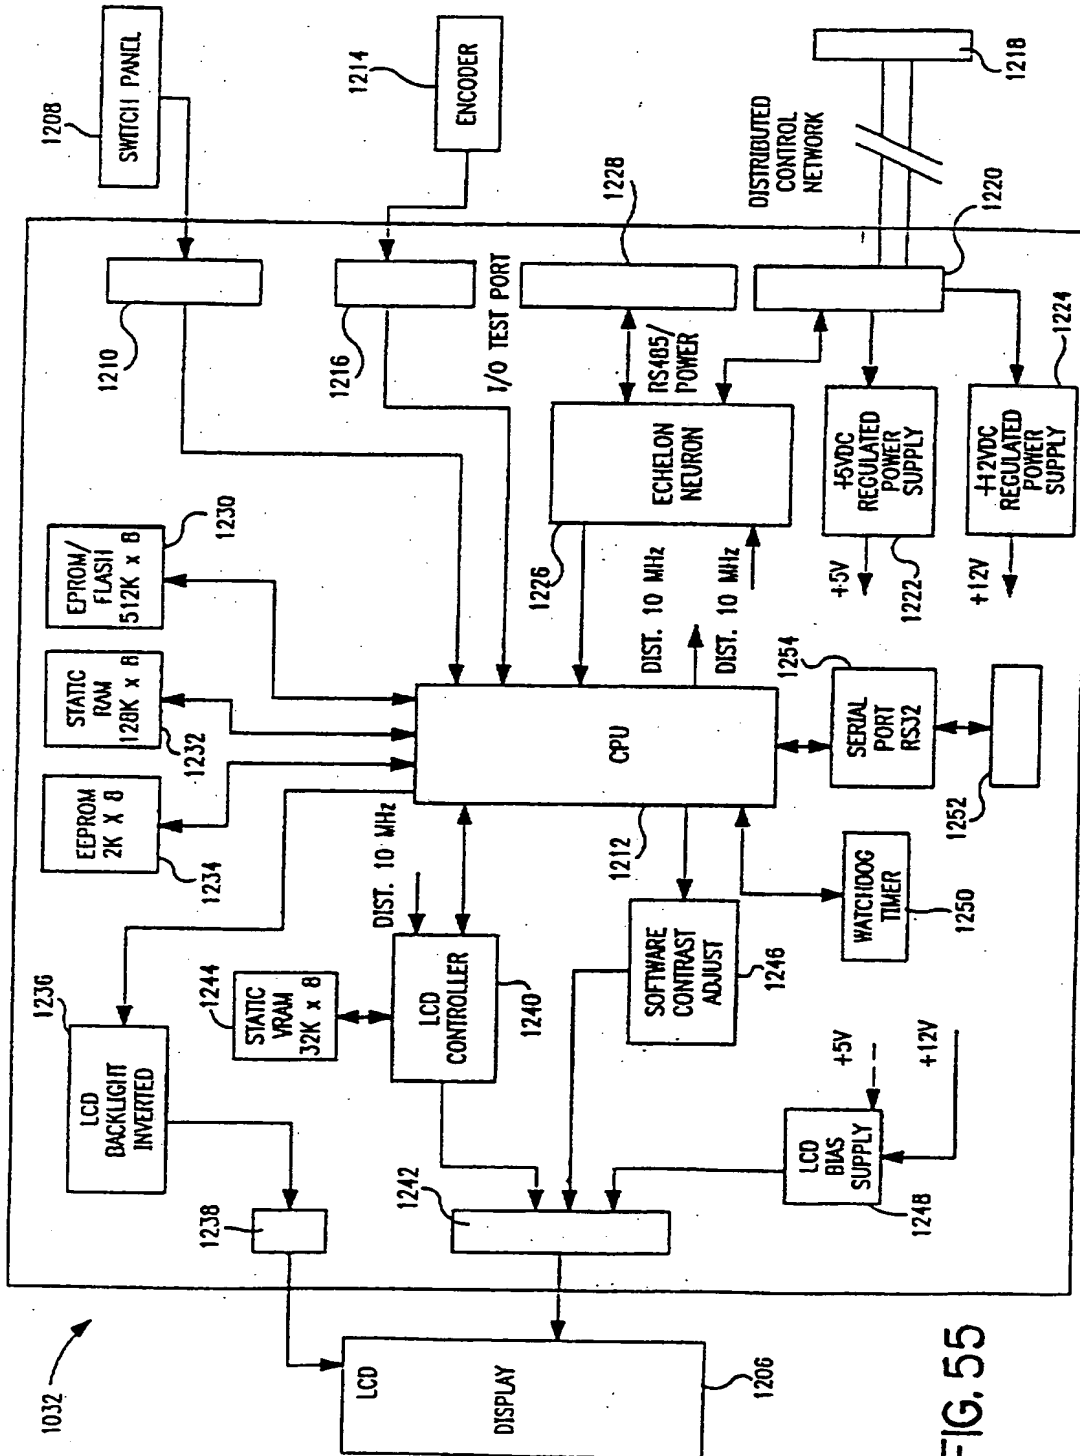 1032
LCD
DISPLAY
1206
FIG. 55
1238
1242
1236
LCD
BACKLIGHT
INVERTED
1244
STATIC
VRAM
32K x 8
LCD
CONTROLLER
1240
DIST. 10 MHz
SOFTWARE
CONTRAST
ADJUST
1246
LCD
BIAS
SUPPLY
1248
+5V
+12V
WATCHDOG
TIMER
1250
EEPROM
2K X 8
1234
STATIC
RAM
128K x 8
1232
EPROM/
FLASH
512K x 8
1230
CPU
1212
SERIAL
PORT
RS32
1254
1252
DIST. 10 MHz
DIST. 10 MHz
1226
ECHELON
NEURON
RS485/
POWER
I/O TEST PORT
+5V
+5VDC
REGULATED
POWER
SUPPLY
1222
+12V
+12VDC
REGULATED
POWER
SUPPLY
1224
1210
1216
1228
1220
1208
SWITCH PANEL
1214
ENCODER
DISTRIBUTED
CONTROL
NETWORK
1218